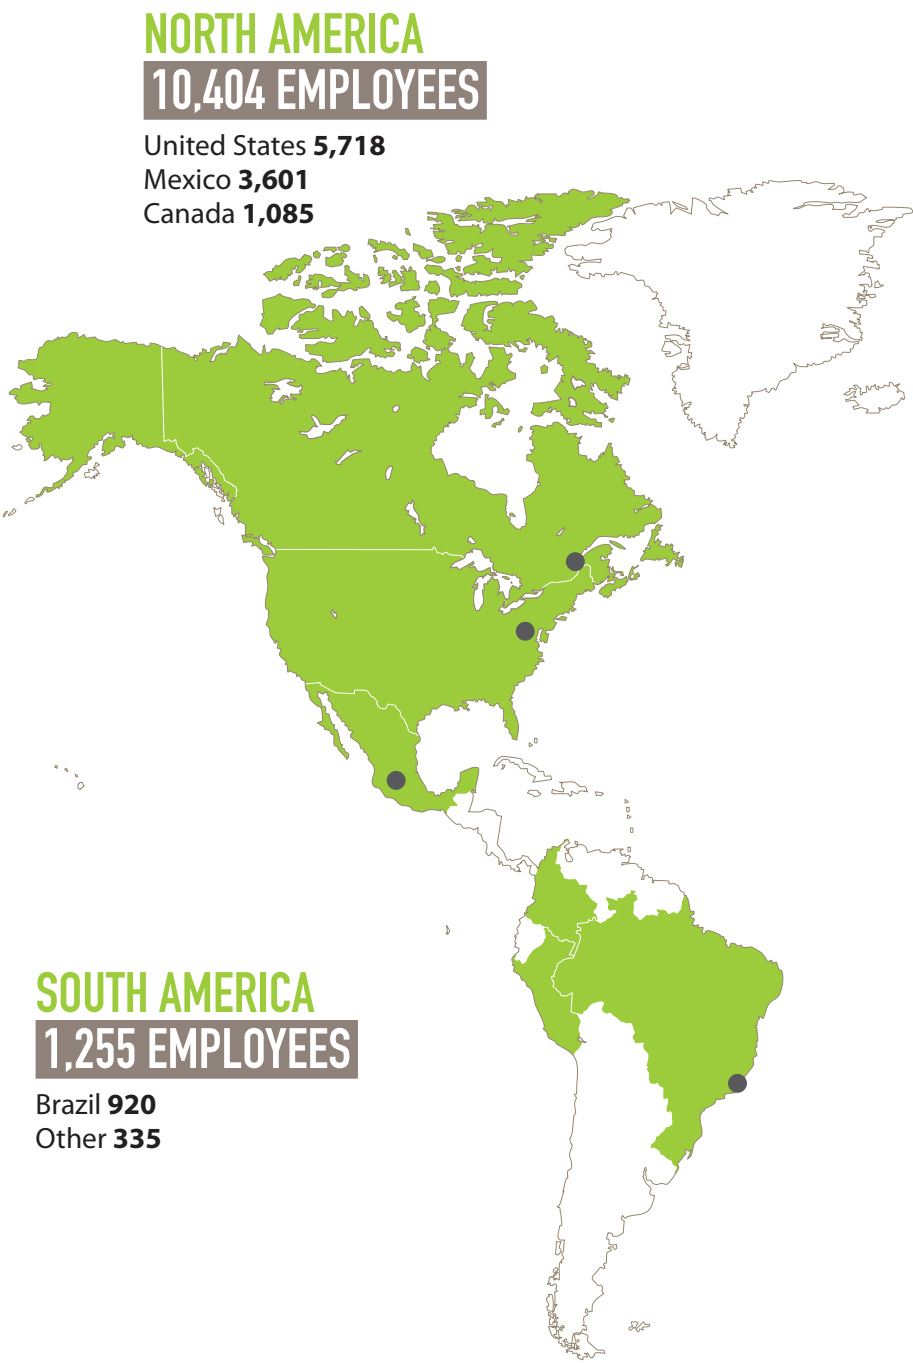 NORTH AMERICA
10,404 EMPLOYEES
United States 5,718
Mexico 3,601
Canada 1,085
SOUTH AMERICA
1,255 EMPLOYEES
Brazil 920
Other 335